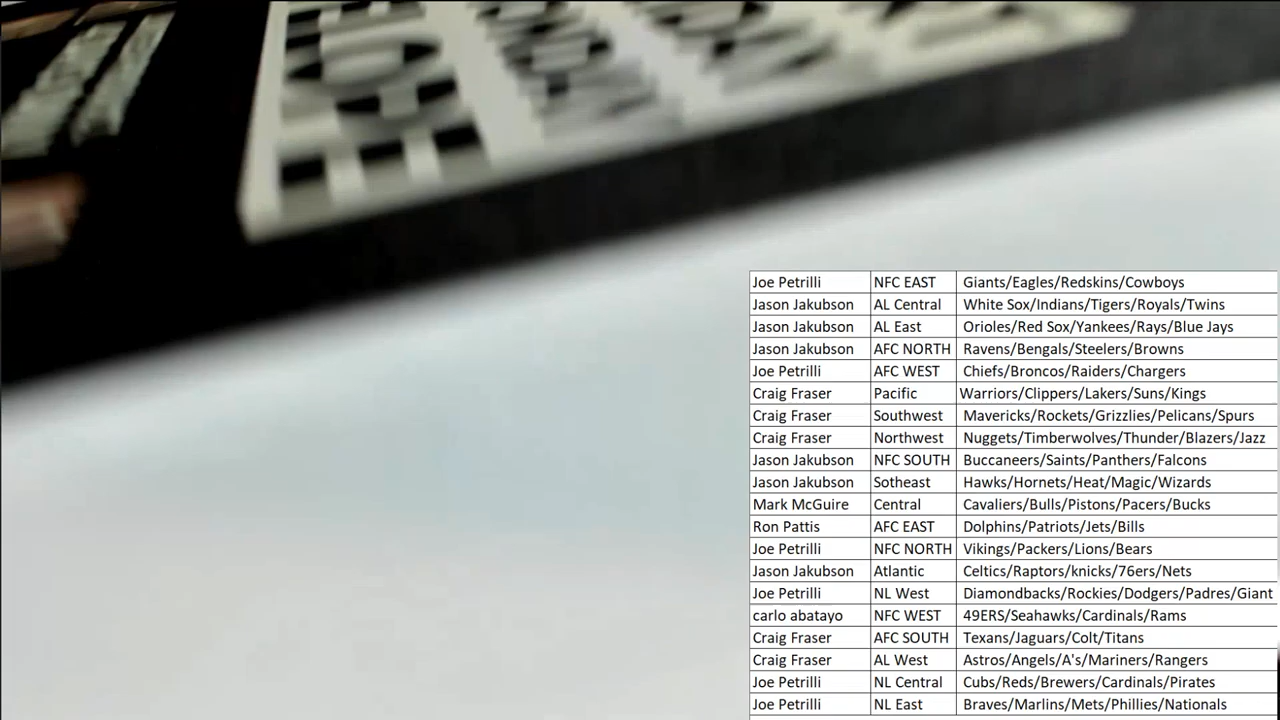 Joe Petrilli NFC EAST Giants/Eagles/Redskins/Cowboys
Jason Jakubson AL Central White Sox/Indians/Tigers/Royals/Twins
Jason Jakubson AL East Orioles/Red Sox/Yankees/Rays/Blue Jays
Jason Jakubson AFC NORTH Ravens/Bengals/Steelers/Browns
Joe Petrilli AFC WEST Chiefs/Broncos/Raiders/Chargers
Craig Fraser Pacific Warriors/Clippers/Lakers/Suns/Kings
Craig Fraser Southwest Mavericks/Rockets/Grizzlies/Pelicans/Spurs
Craig Fraser Northwest Nuggets/Timberwolves/Thunder/Blazers/Jazz
Jason Jakubson NFC SOUTH Buccaneers/Saints/Panthers/Falcons
Jason Jakubson Sotheast Hawks/Hornets/Heat/Magic/Wizards
Mark McGuire Central Cavaliers/Bulls/Pistons/Pacers/Bucks
Ron Pattis AFC EAST Dolphins/Patriots/Jets/Bills
Joe Petrilli NFC NORTH Vikings/Packers/Lions/Bears
Jason Jakubson Atlantic Celtics/Raptors/knicks/76ers/Nets
Joe Petrilli NL West Diamondbacks/Rockies/Dodgers/Padres/Giant
carlo abatayo NFC WEST 49ERS/Seahawks/Cardinals/Rams
Craig Fraser AFC SOUTH Texans/Jaguars/Colt/Titans
Craig Fraser AL West Astros/Angels/A's/Mariners/Rangers
Joe Petrilli NL Central Cubs/Reds/Brewers/Cardinals/Pirates
Joe Petrilli NL East Braves/Marlins/Mets/Phillies/Nationals